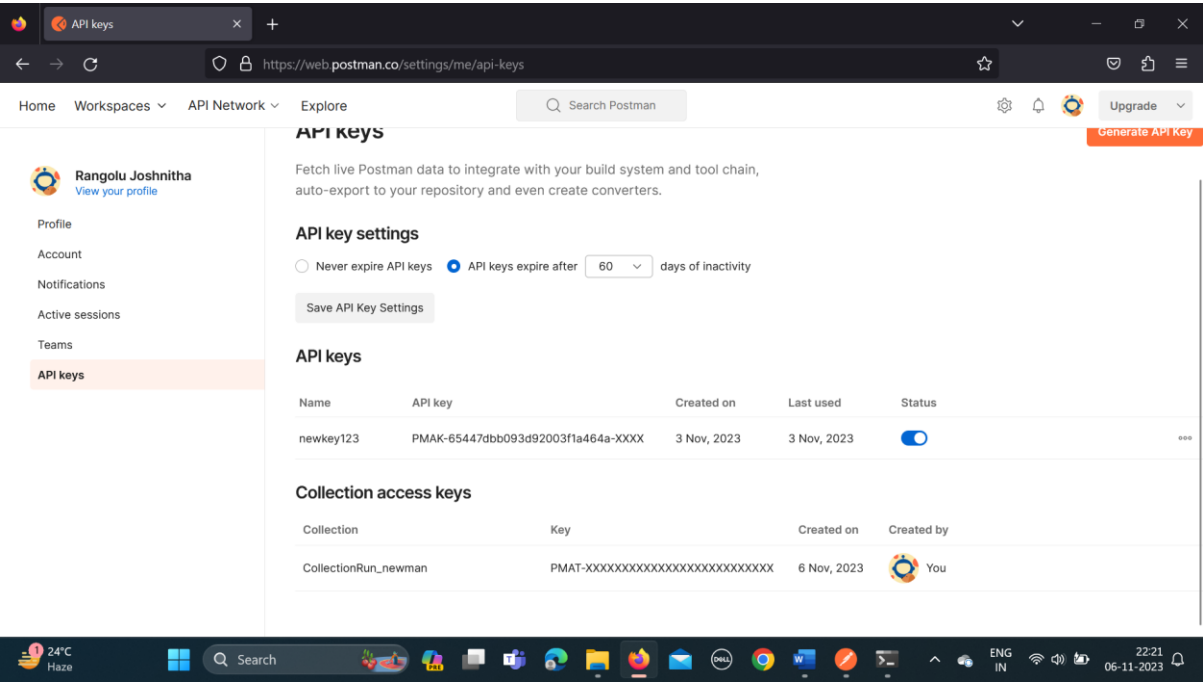 API keys
https://web.postman.co/settings/me/api-keys
Home Workspaces API Network Explore Search Postman Upgrade
API keys
Generate API Key
Rangolu Joshnitha
View your profile
Profile
Account
Notifications
Active sessions
Teams
API keys
Fetch live Postman data to integrate with your build system and tool chain,
auto-export to your repository and even create converters.
API key settings
Never expire API keys API keys expire after 60 days of inactivity
Save API Key Settings
API keys
Name API key Created on Last used Status
newkey123 PMAK-65447dbb093d92003f1a464a-XXXX 3 Nov, 2023 3 Nov, 2023
Collection access keys
Collection Key Created on Created by
CollectionRun_newman PMAT-XXXXXXXXXXXXXXXXXXXXXXXXXX 6 Nov, 2023 You
1
24°C
Haze
Search
PRE
DELL
ENG
IN
22:21
06-11-2023